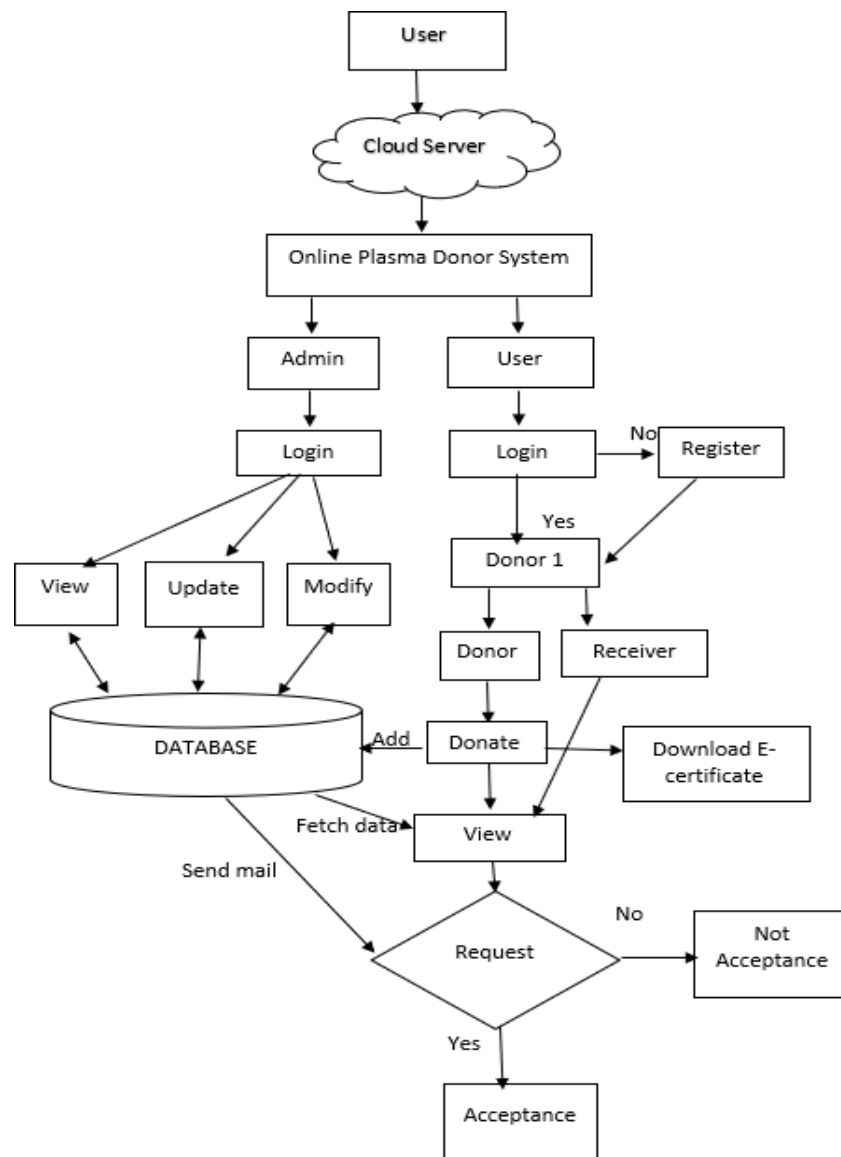 User
Cloud Server
Online Plasma Donor System
Admin
User
Login
Login
No
Register
Yes
Donor 1
View
Update
Modify
Donor
Receiver
DATABASE
Add
Donate
Download E-
certificate
Fetch data
View
Send mail
Request
No
Not
Acceptance
Yes
Acceptance